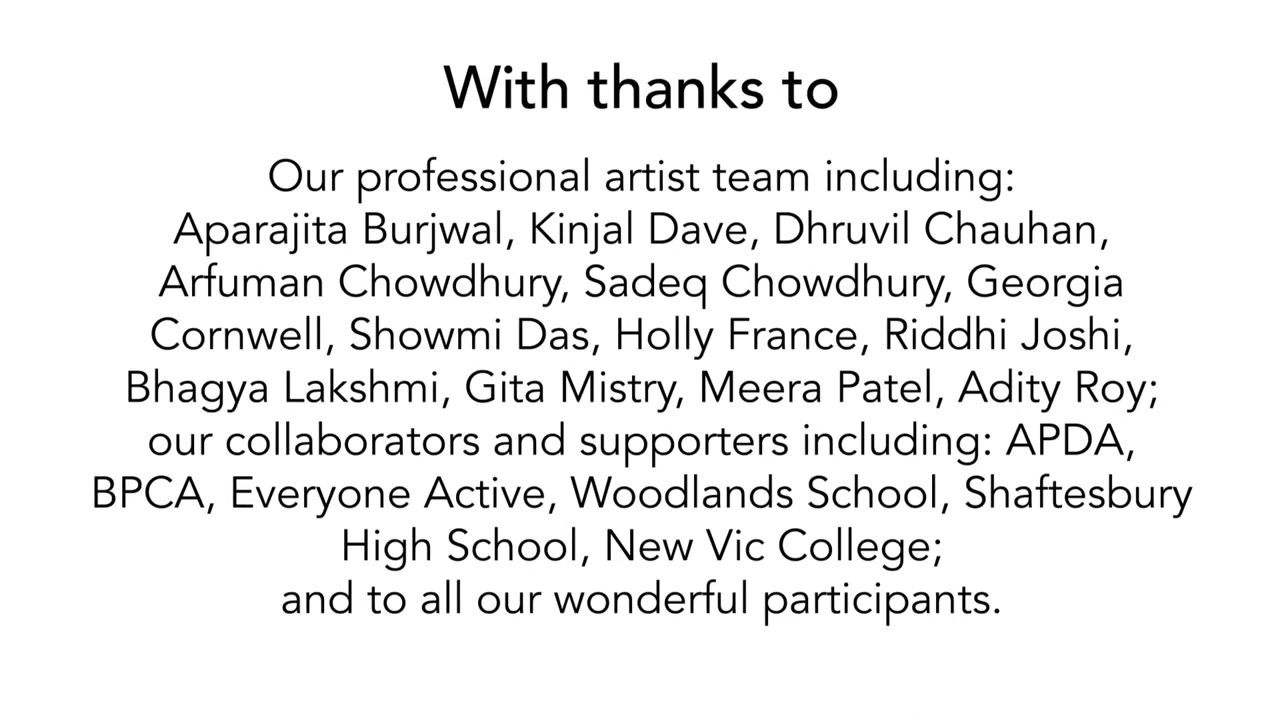 With thanks to
Our professional artist team including:
Aparajita Burjwal, Kinjal Dave, Dhruvil Chauhan,
Arfuman Chowdhury, Sadeq Chowdhury, Georgia
Cornwell, Showmi Das, Holly France, Riddhi Joshi,
Bhagya Lakshmi, Gita Mistry, Meera Patel, Adity Roy;
our collaborators and supporters including: APDA,
BPCA, Everyone Active, Woodlands School, Shaftesbury
High School, New Vic College;
and to all our wonderful participants.